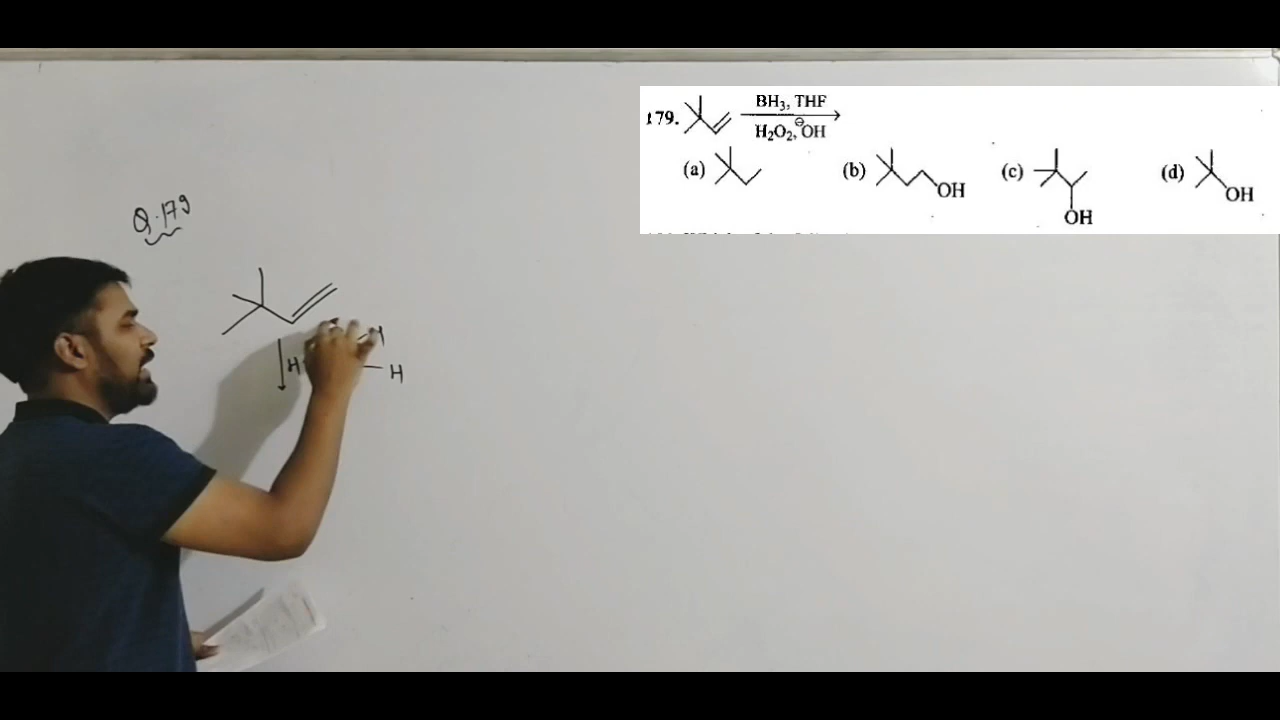 179. BH₃, THF
H₂O₂, ⊖OH
(a) (b) OH (c) OH (d) OH
Q.179
H
H H